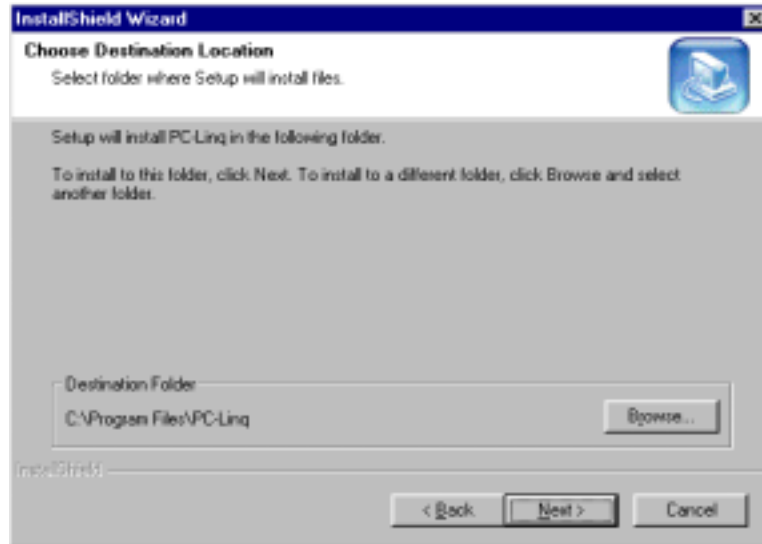 InstallShield Wizard
Choose Destination Location
Select folder where Setup will install files.
Setup will install PC-Linq in the following folder.
To install to this folder, click Next. To install to a different folder, click Browse and select
another folder.
Destination Folder
C:\Program Files\PC-Linq
Browse...
InstallShield
< Back
Next >
Cancel